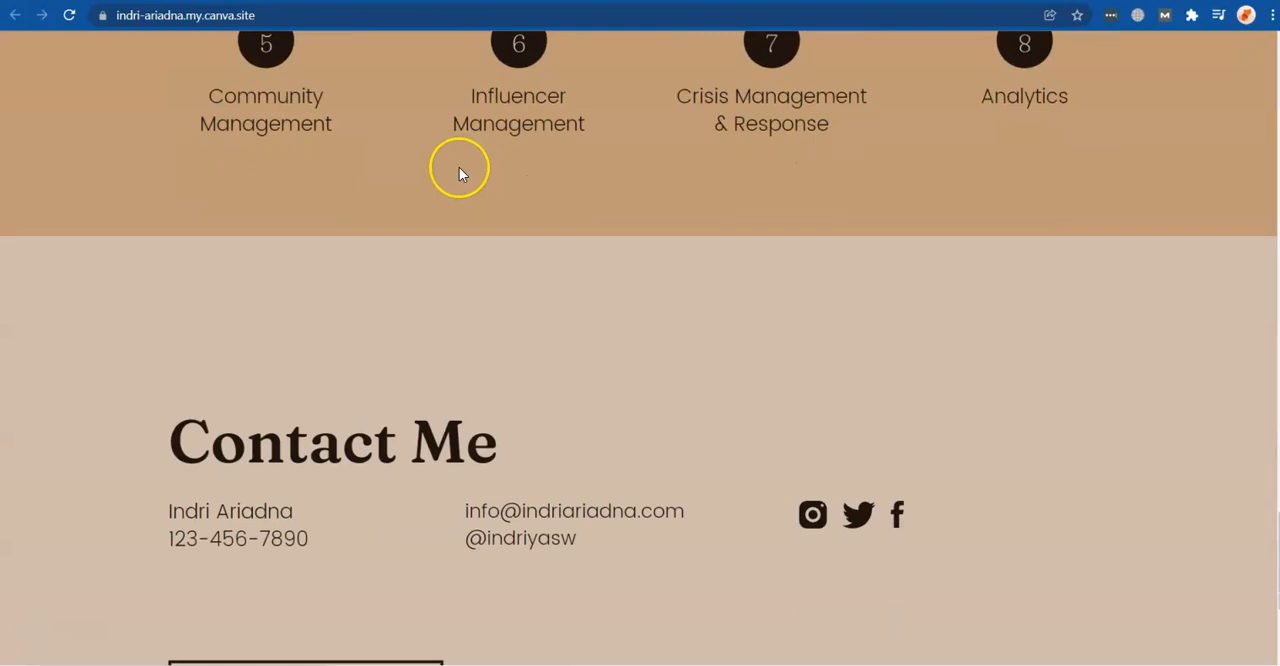 indri-ariadna.my.canva.site
M
5
6
7
8
Community
Management
Influencer
Management
Crisis Management
& Response
Analytics
Contact Me
Indri Ariadna
123-456-7890
info@indriariadna.com
@indriyasw